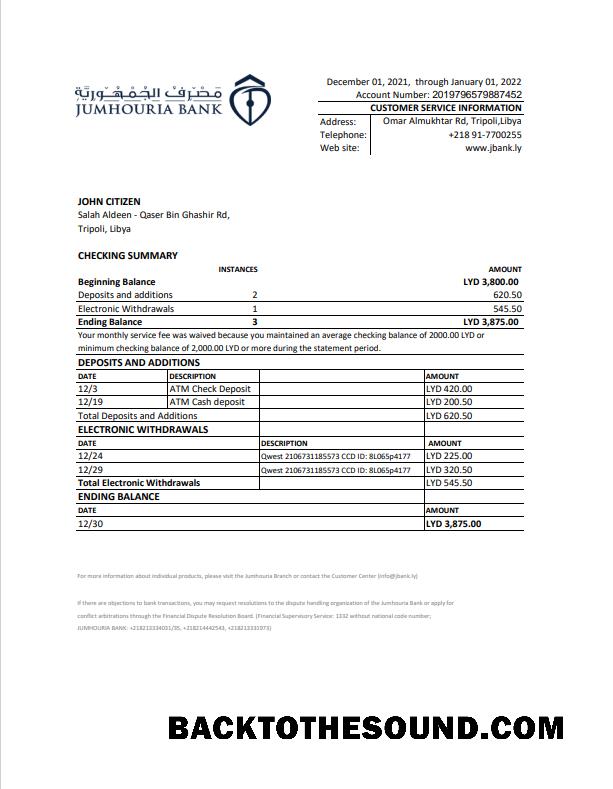 مصرف الجمهورية
JUMHOURIA BANK
December 01, 2021, through January 01, 2022
Account Number: 2019796579887452
CUSTOMER SERVICE INFORMATION
Address: Omar Almukhtar Rd, Tripoli,Libya
Telephone: +218 91-7700255
Web site: www.jbank.ly
JOHN CITIZEN
Salah Aldeen - Qaser Bin Ghashir Rd,
Tripoli, Libya
CHECKING SUMMARY
INSTANCES AMOUNT
Beginning Balance LYD 3,800.00
Deposits and additions 2 620.50
Electronic Withdrawals 1 545.50
Ending Balance 3 LYD 3,875.00
Your monthly service fee was waived because you maintained an average checking balance of 2000.00 LYD or
minimum checking balance of 2,000.00 LYD or more during the statement period.
DEPOSITS AND ADDITIONS
DATE DESCRIPTION AMOUNT
12/3 ATM Check Deposit LYD 420.00
12/19 ATM Cash deposit LYD 200.50
Total Deposits and Additions LYD 620.50
ELECTRONIC WITHDRAWALS
DATE DESCRIPTION AMOUNT
12/24 Qwest 2106731185573 CCD ID: 8L065p4177 LYD 225.00
12/29 Qwest 2106731185573 CCD ID: 8L065p4177 LYD 320.50
Total Electronic Withdrawals LYD 545.50
ENDING BALANCE
DATE AMOUNT
12/30 LYD 3,875.00
For more information about individual products, please visit the Jumhouria Branch or contact the Customer Center (info@jbank.ly)
If there are objections to bank transactions, you may request resolutions to the dispute handling organization of the Jumhouria Bank or apply for
conflict arbitrations through the Financial Dispute Resolution Board. (Financial Supervisory Service: 1332 without national code number;
JUMHOURIA BANK: +218213334031/35, +218214442543, +218213331973)
BACKTOTHESOUND.COM